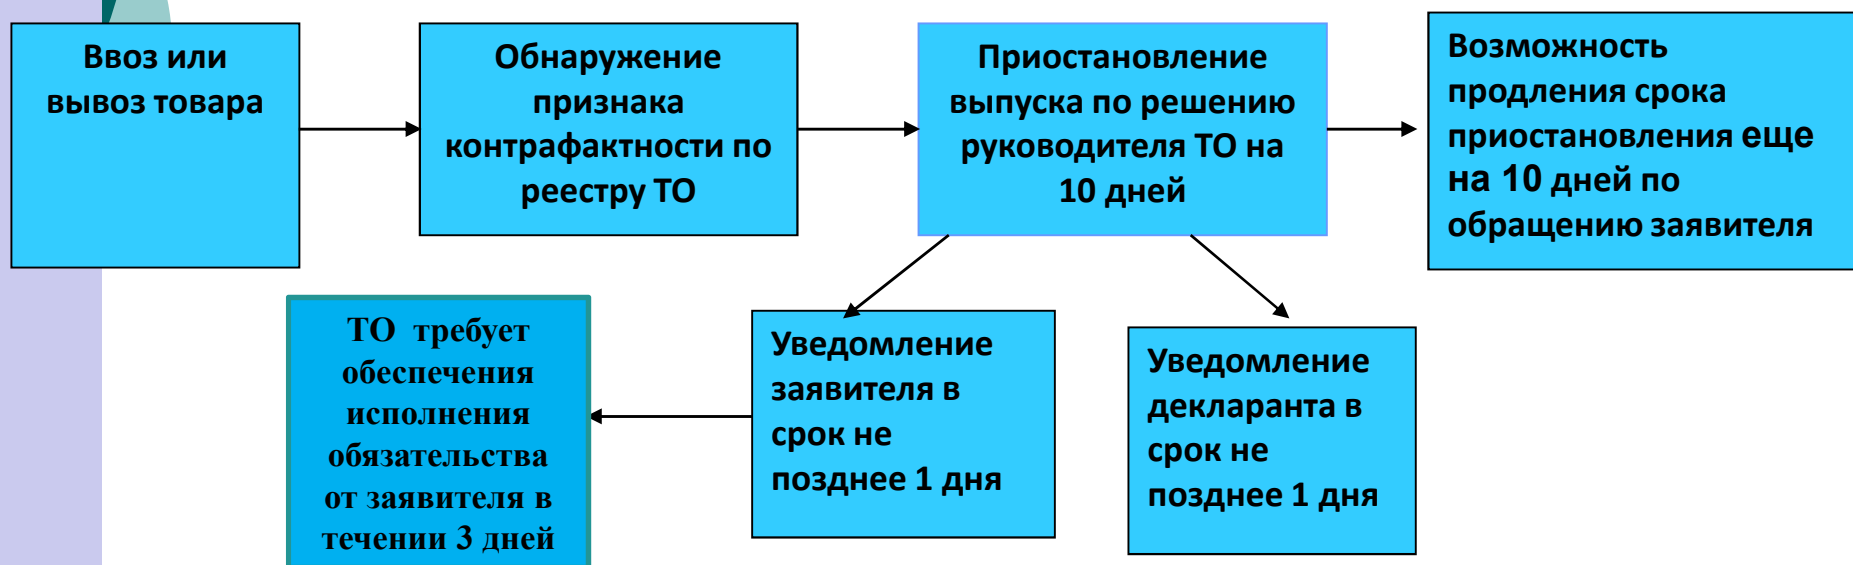 Ввоз или
вывоз товара
Обнаружение
признака
контрафактности по
реестру ТО
Приостановление
выпуска по решению
руководителя ТО на
10 дней
Возможность
продления срока
приостановления еще
на 10 дней по
обращению заявителя
ТО требует
обеспечения
исполнения
обязательства
от заявителя в
течении 3 дней
Уведомление
заявителя в
срок не
позднее 1 дня
Уведомление
декларанта в
срок не
позднее 1 дня